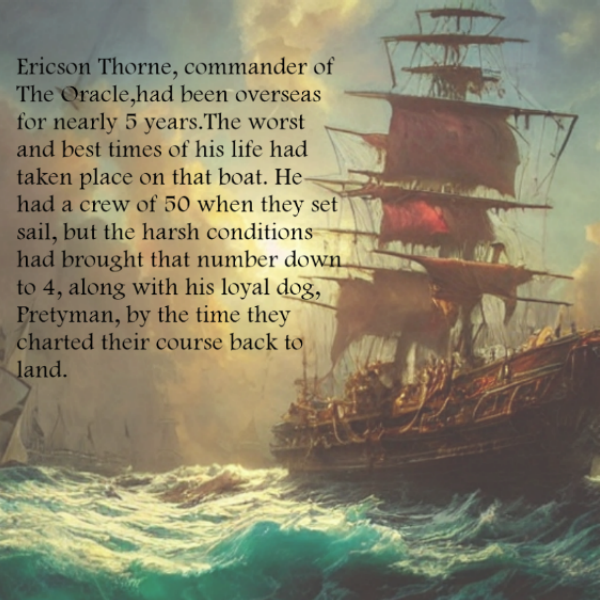 Ericson Thorne, commander of
The Oracle,had been overseas
for nearly 5 years.The worst
and best times of his life had
taken place on that boat. He
had a crew of 50 when they set
sail, but the harsh conditions
had brought that number down
to 4, along with his loyal dog,
Pretyman, by the time they
charted their course back to
land.